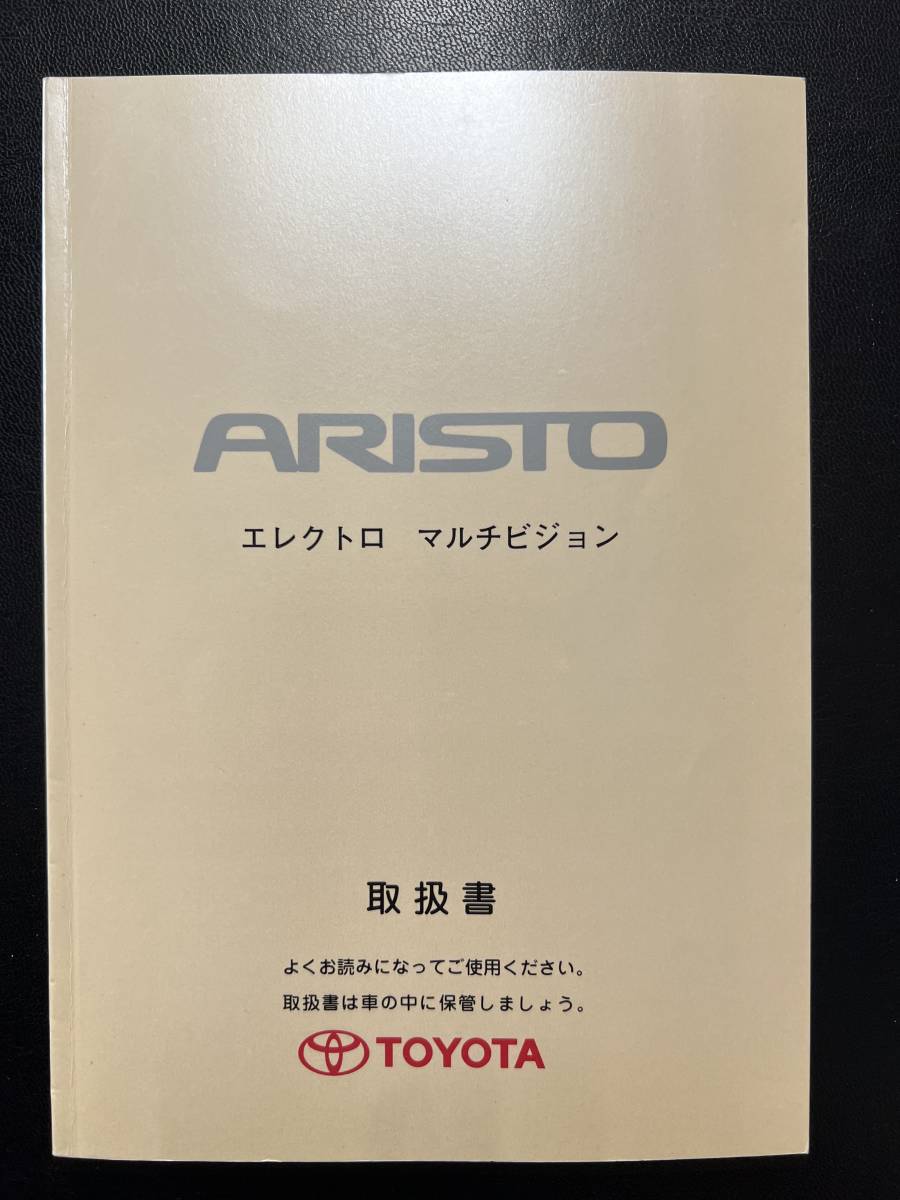 ARISTO
エレクトロ マルチビジョン
取扱書
よくお読みになってご使用ください。
取扱書は車の中に保管しましょう。
TOYOTA